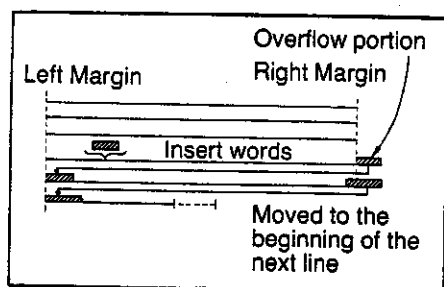 Overflow portion
Left Margin
Right Margin
Insert words
Moved to the
beginning of the
next line